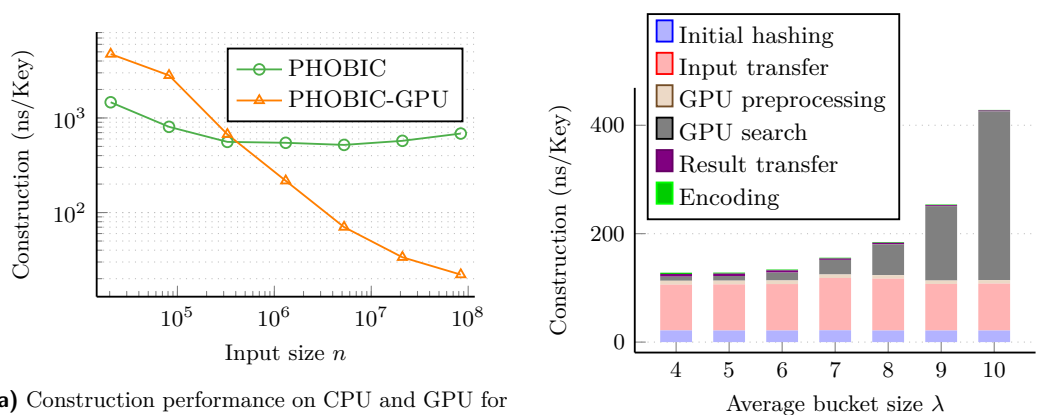 Construction (ns/Key)
10^3
10^2
PHOBIC
PHOBIC-GPU
10^5 10^6 10^7 10^8
Input size n
a) Construction performance on CPU and GPU for
Construction (ns/Key)
400
200
0
Initial hashing
Input transfer
GPU preprocessing
GPU search
Result transfer
Encoding
4 5 6 7 8 9 10
Average bucket size λ